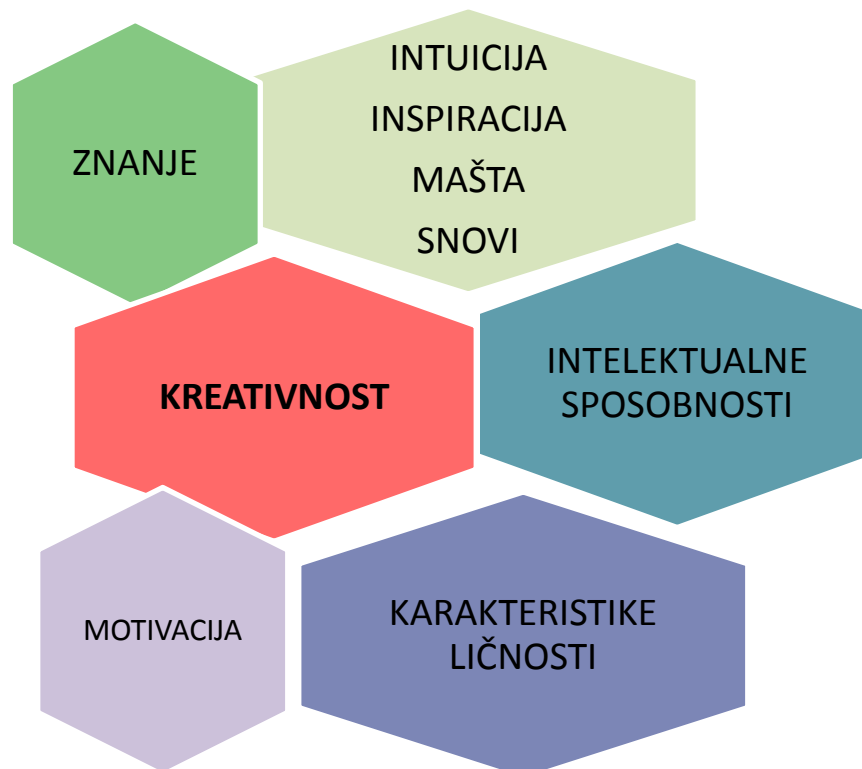 ZNANJE
INTUICIJA
INSPIRACIJA
MAŠTA
SNOVI
KREATIVNOST
INTELEKTUALNE
SPOSOBNOSTI
MOTIVACIJA
KARAKTERISTIKE
LIČNOSTI